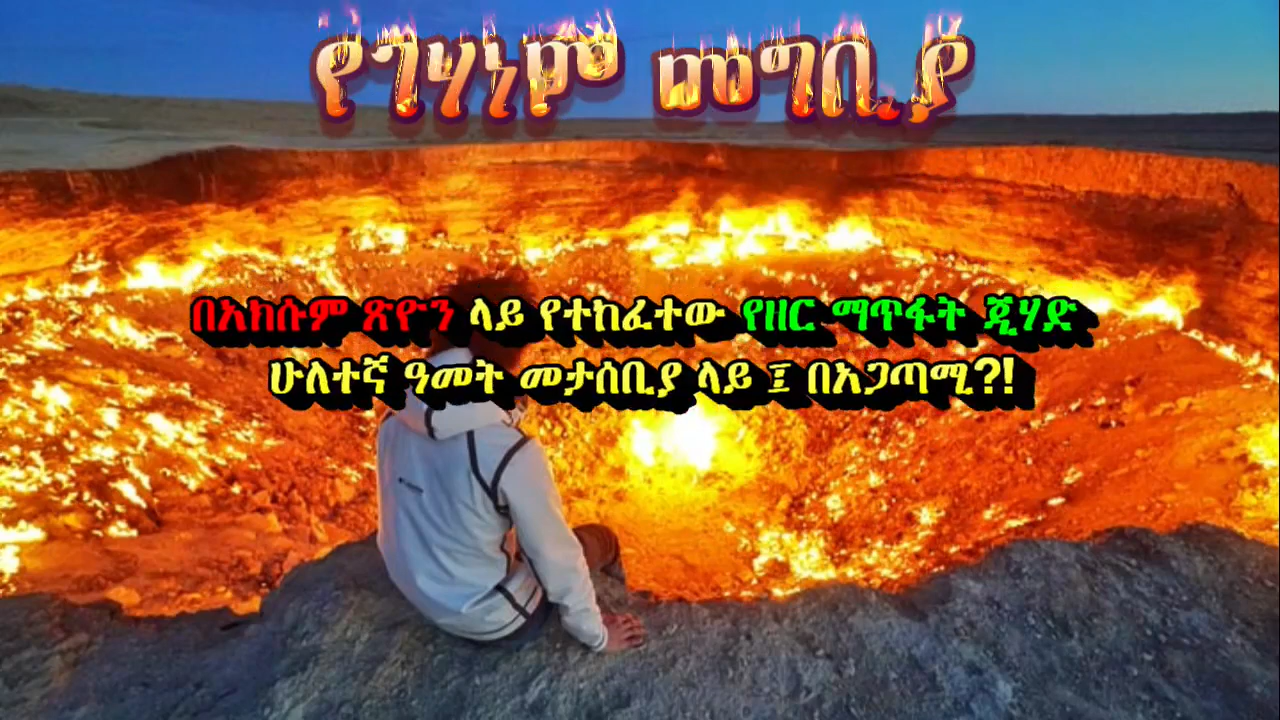 የገሃነም መግቢያ
በአክሱም ጽዮን ላይ የተከፈተው የዘር ማጥፋት ጂሃድ
ሁለተኛ ዓመት መታሰቢያ ላይ ፤ በአጋጣሚ?!